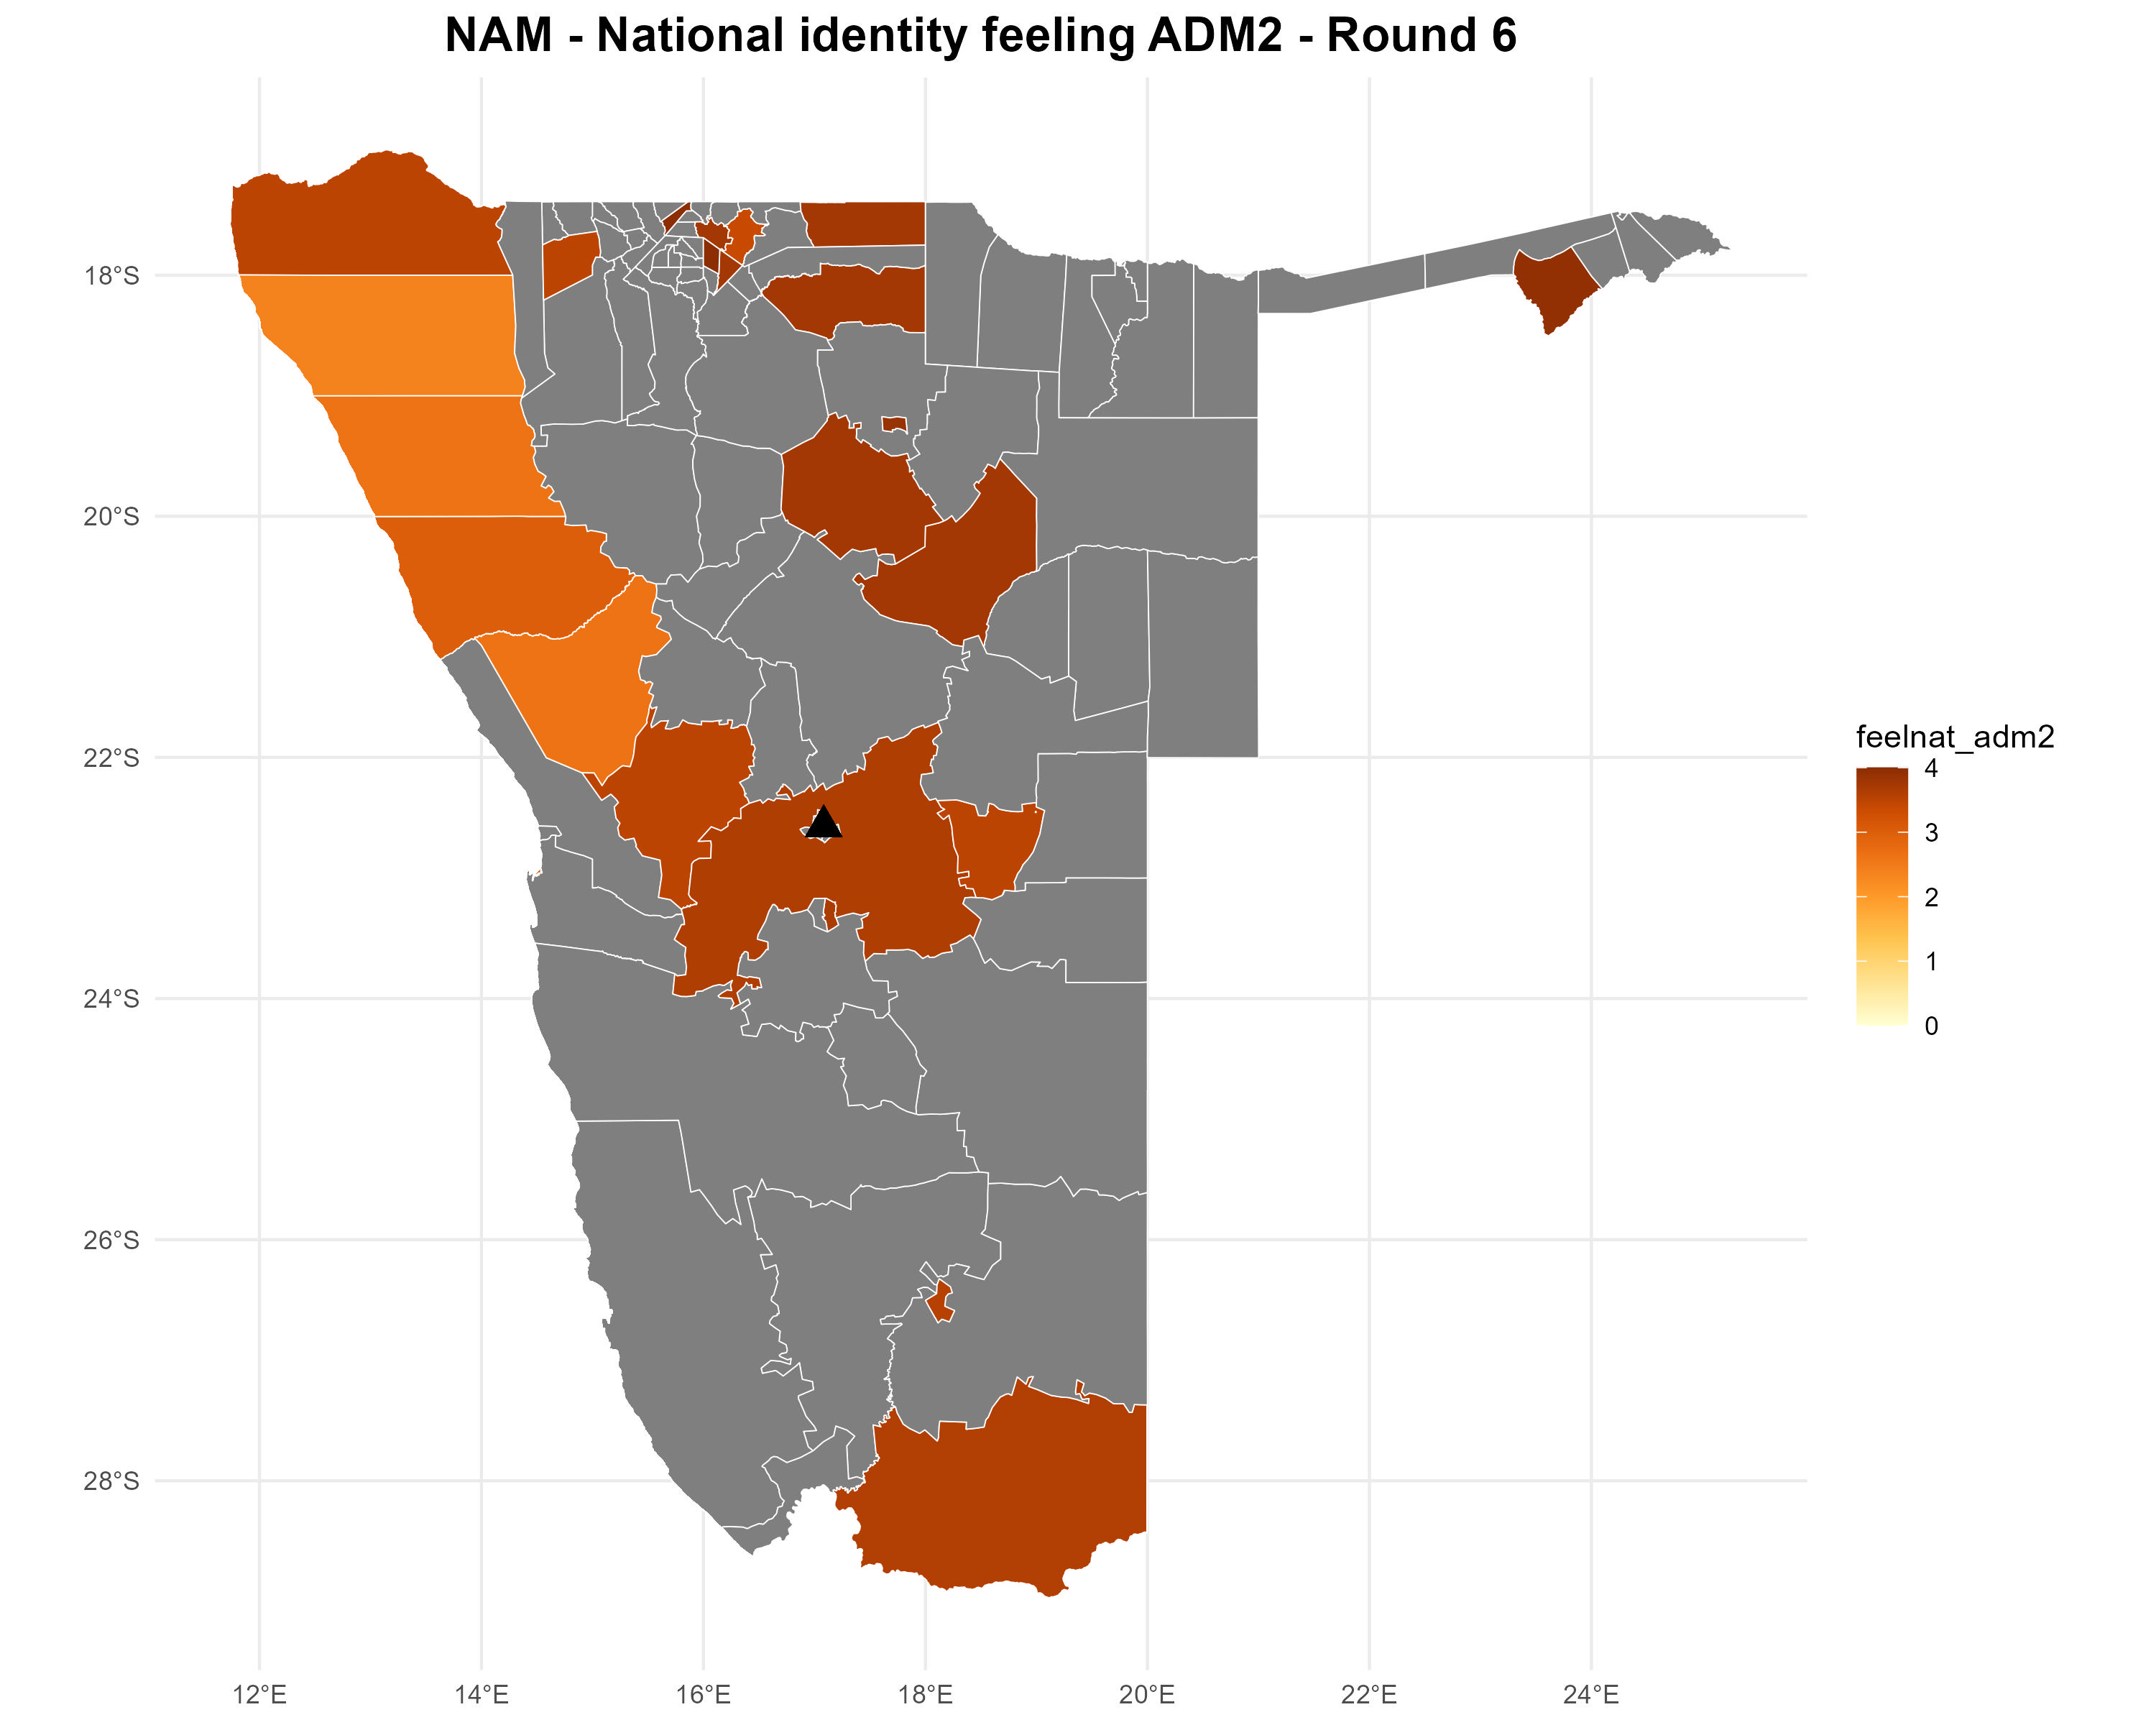 NAM - National identity feeling ADM2 - Round 6
18°S
20°S
22°S
24°S
26°S
28°S
12°E
14°E
16°E
18°E
20°E
22°E
24°E
feelnat_adm2
4
3
2
1
0